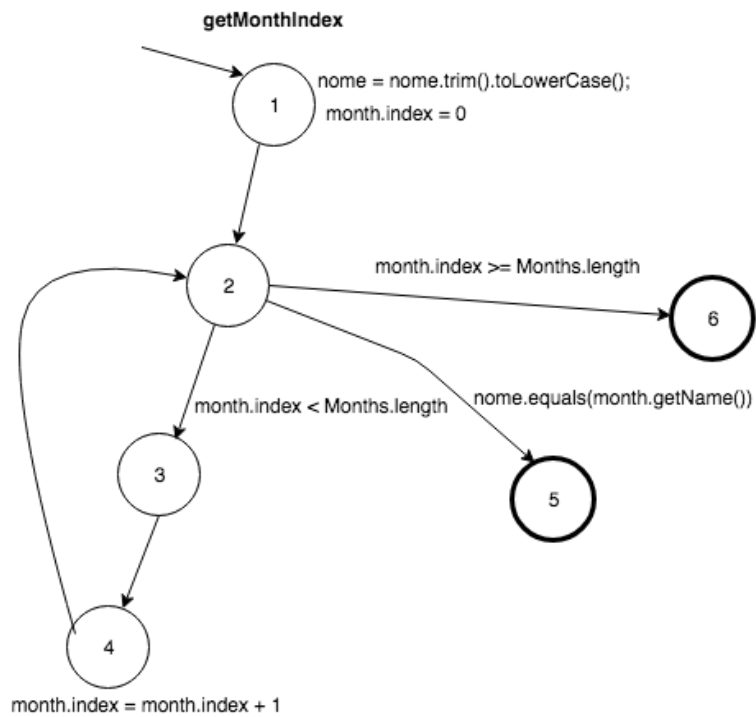 getMonthIndex
nome = nome.trim().toLowerCase();
1
month.index = 0
month.index >= Months.length
2
6
month.index < Months.length
nome.equals(month.getName())
3
5
4
month.index = month.index + 1